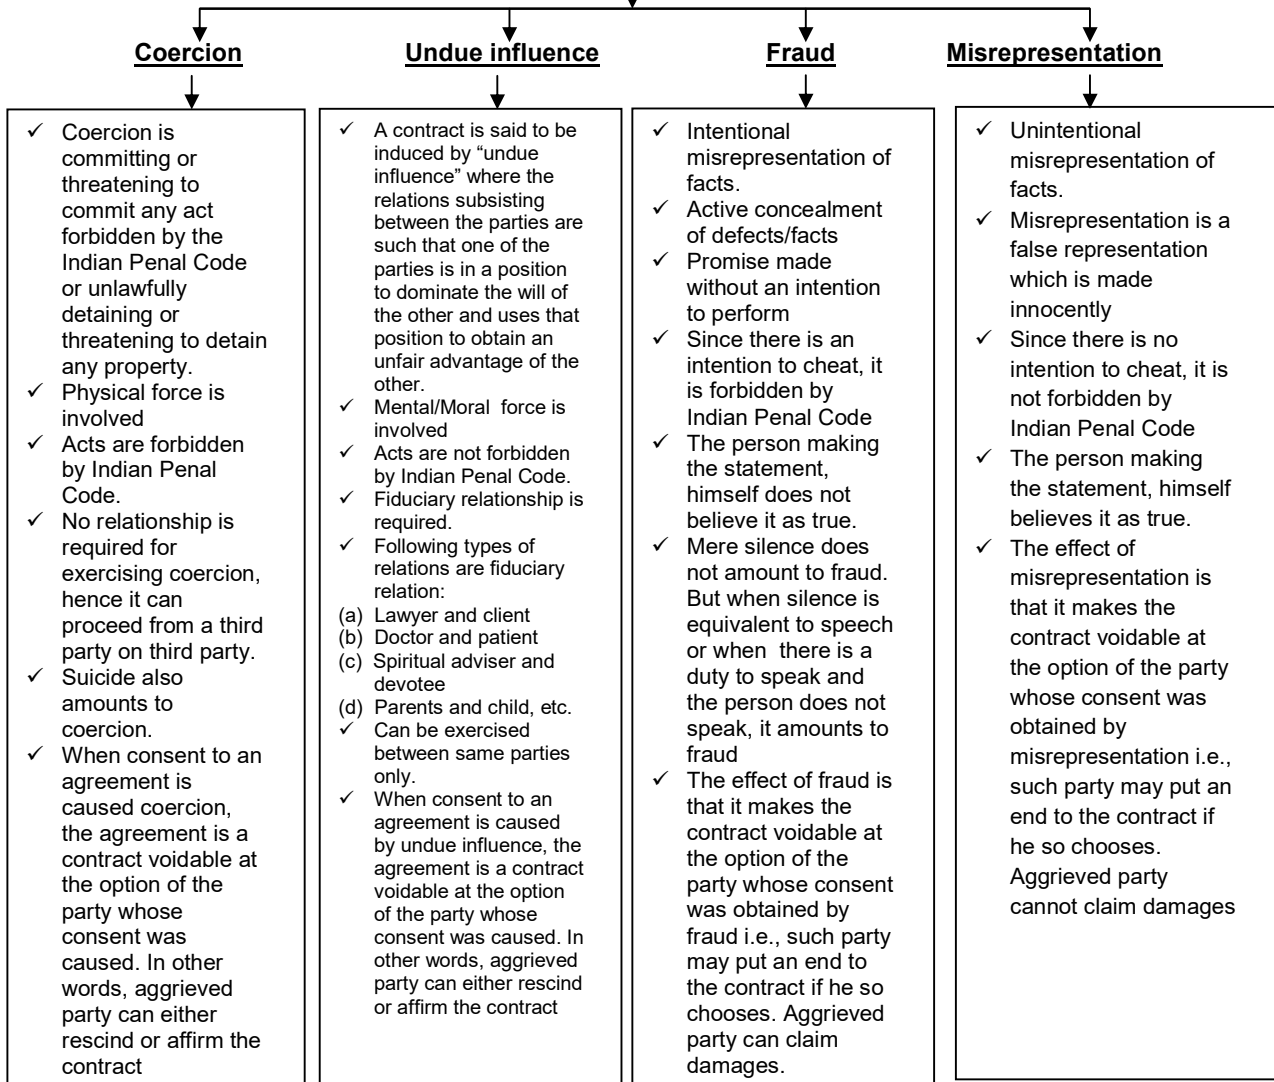 Coercion
Undue influence
Fraud
Misrepresentation
✓ Coercion is
committing or
threatening to
commit any act
forbidden by the
Indian Penal Code
or unlawfully
detaining or
threatening to detain
any property.
✓ Physical force is
involved
✓ Acts are forbidden
by Indian Penal
Code.
✓ No relationship is
required for
exercising coercion,
hence it can
proceed from a third
party on third party.
✓ Suicide also
amounts to
coercion.
✓ When consent to an
agreement is
caused coercion,
the agreement is a
contract voidable at
the option of the
party whose
consent was
caused. In other
words, aggrieved
party can either
rescind or affirm the
contract
✓ A contract is said to be
induced by “undue
influence” where the
relations subsisting
between the parties are
such that one of the
parties is in a position
to dominate the will of
the other and uses that
position to obtain an
unfair advantage of the
other.
✓ Mental/Moral force is
involved
✓ Acts are not forbidden
by Indian Penal Code.
✓ Fiduciary relationship is
required.
✓ Following types of
relations are fiduciary
relation:
(a) Lawyer and client
(b) Doctor and patient
(c) Spiritual adviser and
devotee
(d) Parents and child, etc.
✓ Can be exercised
between same parties
only.
✓ When consent to an
agreement is caused
by undue influence, the
agreement is a contract
voidable at the option
of the party whose
consent was caused. In
other words, aggrieved
party can either rescind
or affirm the contract
✓ Intentional
misrepresentation of
facts.
✓ Active concealment
of defects/facts
✓ Promise made
without an intention
to perform
✓ Since there is an
intention to cheat, it
is forbidden by
Indian Penal Code
✓ The person making
the statement,
himself does not
believe it as true.
✓ Mere silence does
not amount to fraud.
But when silence is
equivalent to speech
or when there is a
duty to speak and
the person does not
speak, it amounts to
fraud
✓ The effect of fraud is
that it makes the
contract voidable at
the option of the
party whose consent
was obtained by
fraud i.e., such party
may put an end to
the contract if he so
chooses. Aggrieved
party can claim
damages.
✓ Unintentional
misrepresentation of
facts.
✓ Misrepresentation is a
false representation
which is made
innocently
✓ Since there is no
intention to cheat, it is
not forbidden by
Indian Penal Code
✓ The person making
the statement, himself
believes it as true.
✓ The effect of
misrepresentation is
that it makes the
contract voidable at
the option of the party
whose consent was
obtained by
misrepresentation i.e.,
such party may put an
end to the contract if
he so chooses.
Aggrieved party
cannot claim damages